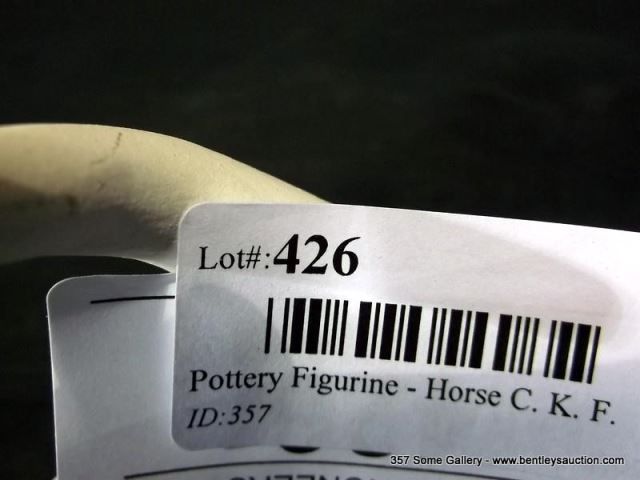 Lot#:426
Pottery Figurine - Horse C. K. F.
ID:357
357 Some Gallery - www.bentleysauction.com